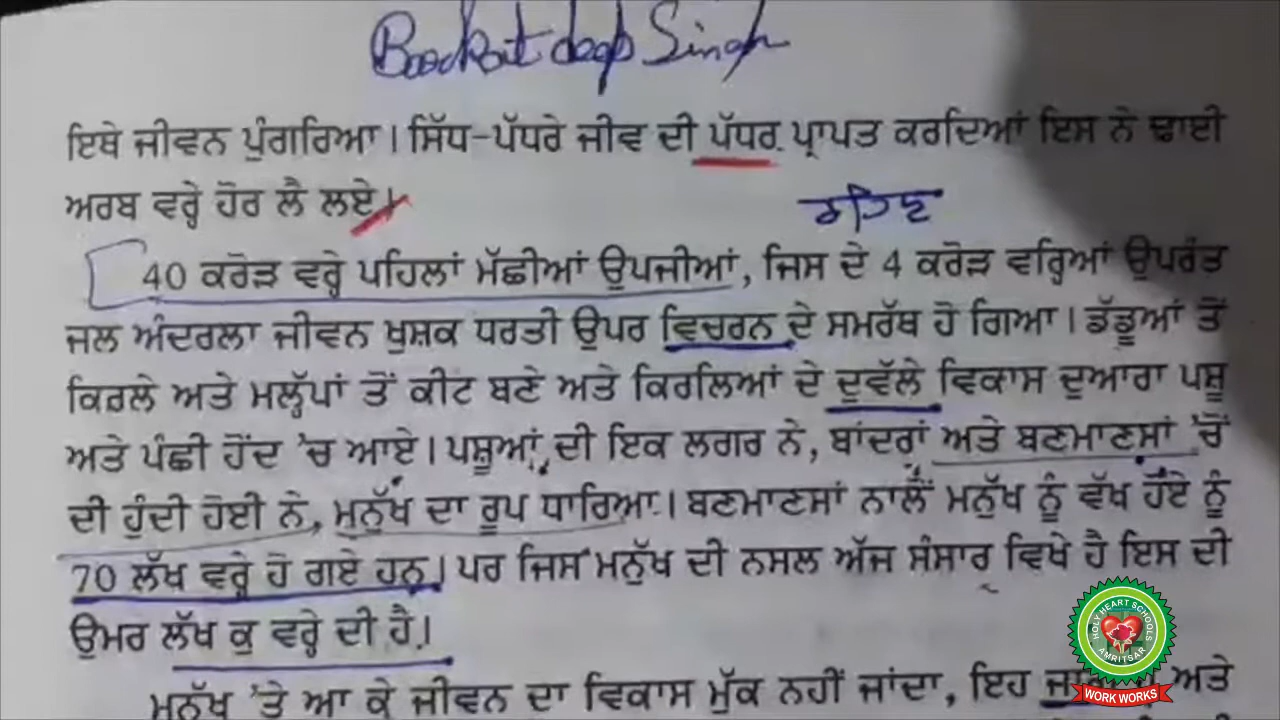 Singh
ਇਥੇ ਜੀਵਨ ਪੁੰਗਰਿਆ। ਸਿੱਧ-ਪੱਧਰੇ ਜੀਵ ਦੀ ਪੱਧਰ ਪ੍ਰਾਪਤ ਕਰਦਿਆਂ ਇਸ ਨੇ ਢਾਈ
ਅਰਬ ਵਰ੍ਹੇ ਹੋਰ ਲੈ ਲਏ।
ਰਹਿਣ
40 ਕਰੋੜ ਵਰ੍ਹੇ ਪਹਿਲਾਂ ਮੱਛੀਆਂ ਉਪਜੀਆਂ, ਜਿਸ ਦੇ 4 ਕਰੋੜ ਵਰ੍ਹਿਆਂ ਉਪਰੰਤ
ਜਲ ਅੰਦਰਲਾ ਜੀਵਨ ਖੁਸ਼ਕ ਧਰਤੀ ਉਪਰ ਵਿਚਰਨ ਦੇ ਸਮਰੱਥ ਹੋ ਗਿਆ। ਡੱਡੂਆਂ ਤੋਂ
ਕਿਰਲੇ ਅਤੇ ਮਲ੍ਹੱਪਾਂ ਤੋਂ ਕੀਟ ਬਣੇ ਅਤੇ ਕਿਰਲਿਆਂ ਦੇ ਦੁਵੱਲੇ ਵਿਕਾਸ ਦੁਆਰਾ ਪਸ਼ੂ
ਅਤੇ ਪੰਛੀ ਹੋਂਦ 'ਚ ਆਏ। ਪਸ਼ੂਆਂ ਦੀ ਇਕ ਲਗਰ ਨੇ, ਬਾਂਦਰਾਂ ਅਤੇ ਬਣਮਾਣਸਾਂ 'ਚੋਂ
ਦੀ ਹੁੰਦੀ ਹੋਈ ਨੇ, ਮਨੁੱਖ ਦਾ ਰੂਪ ਧਾਰਿਆ। ਬਣਮਾਣਸਾਂ ਨਾਲੋਂ ਮਨੁੱਖ ਨੂੰ ਵੱਖ ਹੋਏ ਨੂੰ
70 ਲੱਖ ਵਰ੍ਹੇ ਹੋ ਗਏ ਹਨ। ਪਰ ਜਿਸ ਮਨੁੱਖ ਦੀ ਨਸਲ ਅੱਜ ਸੰਸਾਰ ਵਿਖੇ ਹੈ ਇਸ ਦੀ
ਉਮਰ ਲੱਖ ਕੁ ਵਰ੍ਹੇ ਦੀ ਹੈ।
ਮਨੁੱਖ 'ਤੇ ਆ ਕੇ ਜੀਵਨ ਦਾ ਵਿਕਾਸ ਮੁੱਕ ਨਹੀਂ ਜਾਂਦਾ, ਇਹ ਅਤੇ
HOLY HEART SCHOOLS
AMRITSAR
WORK WORKS